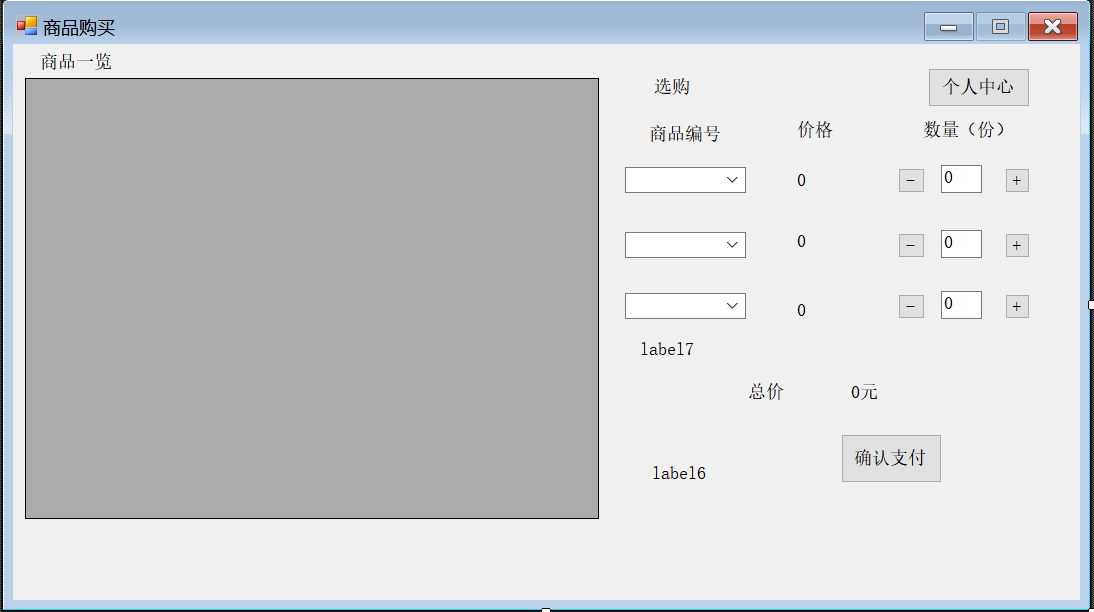 商品购买
商品一览
选购
个人中心
商品编号
价格
数量（份）
0
-
0
+
0
-
0
+
0
-
0
+
label7
总价
0元
label6
确认支付